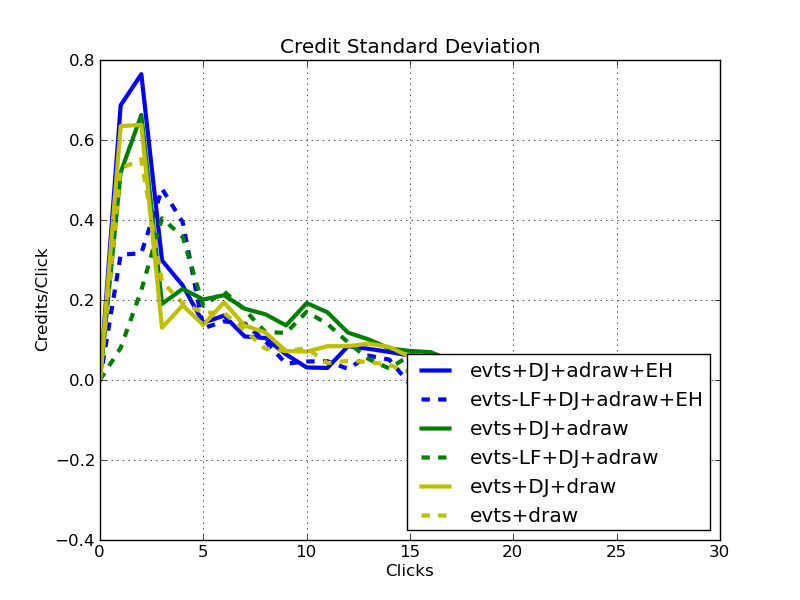 Credit Standard Deviation
0.8
0.6
0.4
0.2
0.0
−0.2
−0.4
Credits/Click
evts+DJ+adraw+EH
evts-LF+DJ+adraw+EH
evts+DJ+adraw
evts-LF+DJ+adraw
evts+DJ+draw
evts+draw
0 5 10 15 20 25 30
Clicks